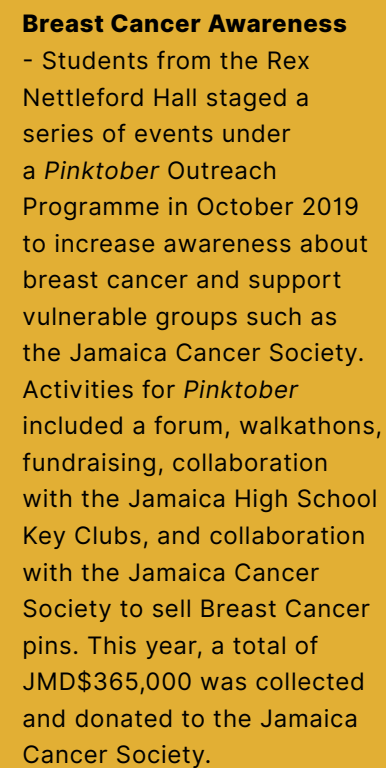 Breast Cancer Awareness
- Students from the Rex
Nettleford Hall staged a
series of events under
a Pinktober Outreach
Programme in October 2019
to increase awareness about
breast cancer and support
vulnerable groups such as
the Jamaica Cancer Society.
Activities for Pinktober
included a forum, walkathons,
fundraising, collaboration
with the Jamaica High School
Key Clubs, and collaboration
with the Jamaica Cancer
Society to sell Breast Cancer
pins. This year, a total of
JMD$365,000 was collected
and donated to the Jamaica
Cancer Society.